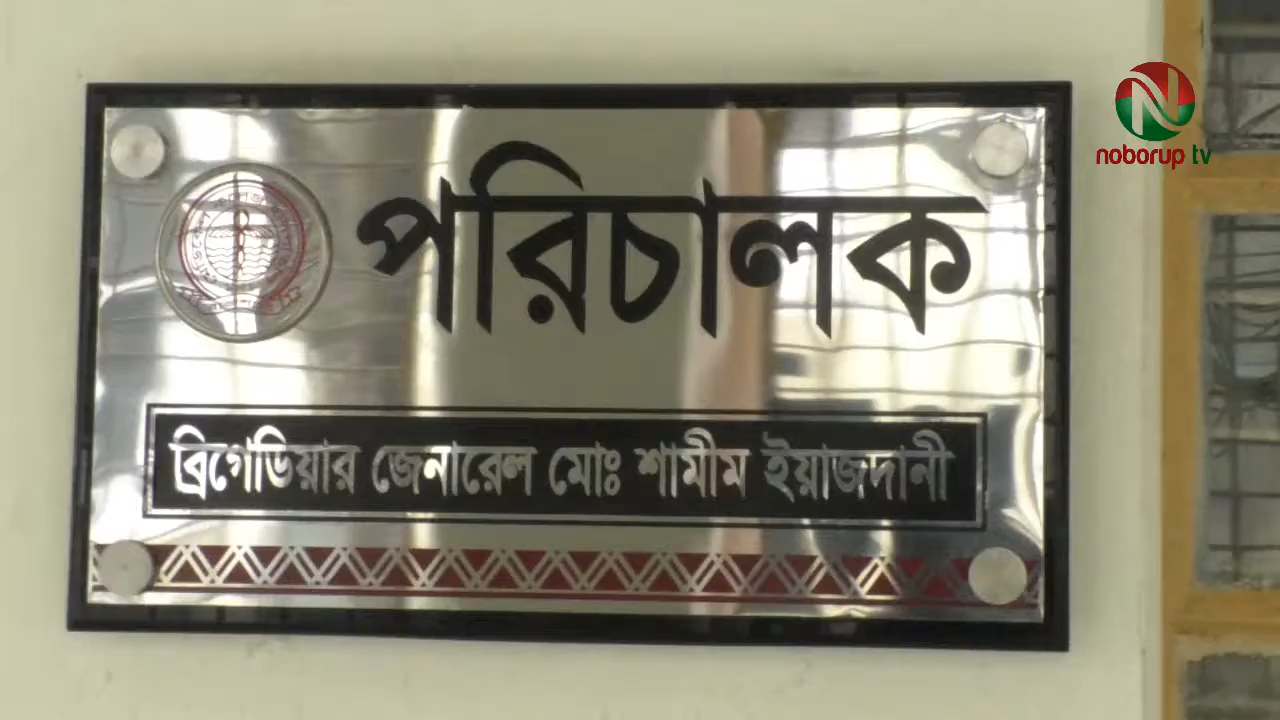 noborup tv
পরিচালক
ব্রিগেডিয়ার জেনারেল মোঃ শামীম ইয়াজদানী